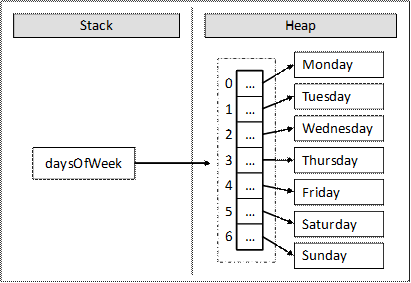 Stack
Heap
daysOfWeek
0 ... Monday
1 ... Tuesday
2 ... Wednesday
3 ... Thursday
4 ... Friday
5 ... Saturday
6 ... Sunday